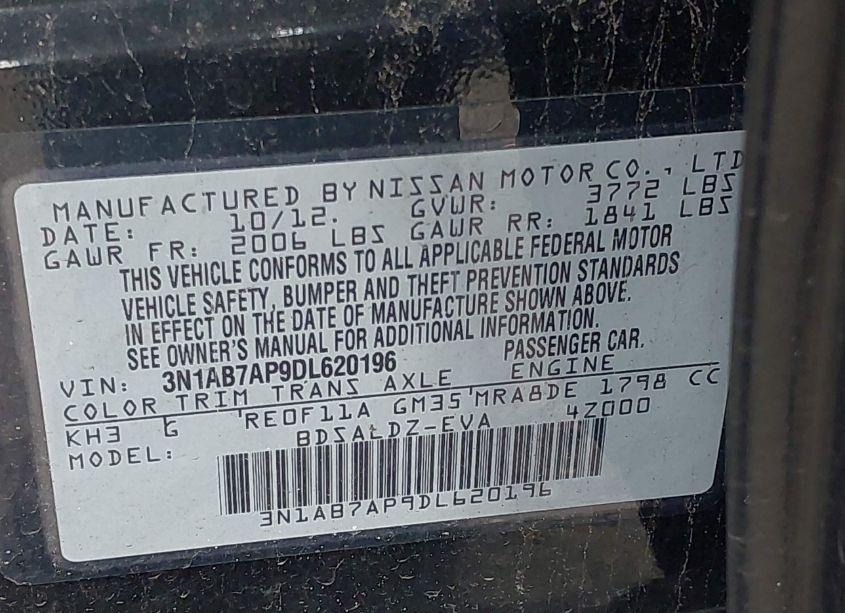 MANUFACTURED BY NISSAN MOTOR CO., LTD
DATE: 10/12. GVWR: 3772 LBS
GAWR FR: 2006 LBS GAWR RR: 1841 LBS
THIS VEHICLE CONFORMS TO ALL APPLICABLE FEDERAL MOTOR
VEHICLE SAFETY, BUMPER AND THEFT PREVENTION STANDARDS
IN EFFECT ON THE DATE OF MANUFACTURE SHOWN ABOVE.
SEE OWNER'S MANUAL FOR ADDITIONAL INFORMATION.
VIN: 3N1AB7AP9DL620196 PASSENGER CAR.
COLOR TRIM TRANS AXLE ENGINE
KH3 G RE0F11A GM35 MRA8DE 1798 CC
MODEL: BDSALDZ-EVA 4Z000
3N1AB7AP9DL620196